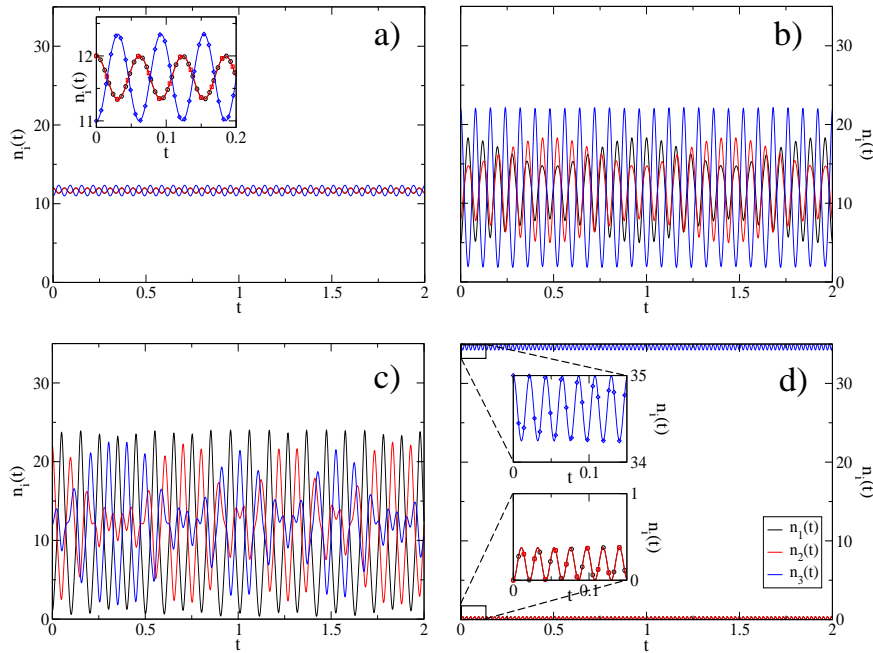 a)
n_i(t)
30
20
10
0
0 0.5 1 1.5 2
t
n_i(t)
12
11
0 0.1 0.2
t
b)
n_i(t)
30
20
10
0
0 0.5 1 1.5 2
t
c)
n_i(t)
30
20
10
0
0 0.5 1 1.5 2
t
d)
n_i(t)
30
20
10
0
0 0.5 1 1.5 2
t
35
34
n_i(t)
0 0.1
t
1
0
n_i(t)
0 0.1
t
n_1(t)
n_2(t)
n_3(t)